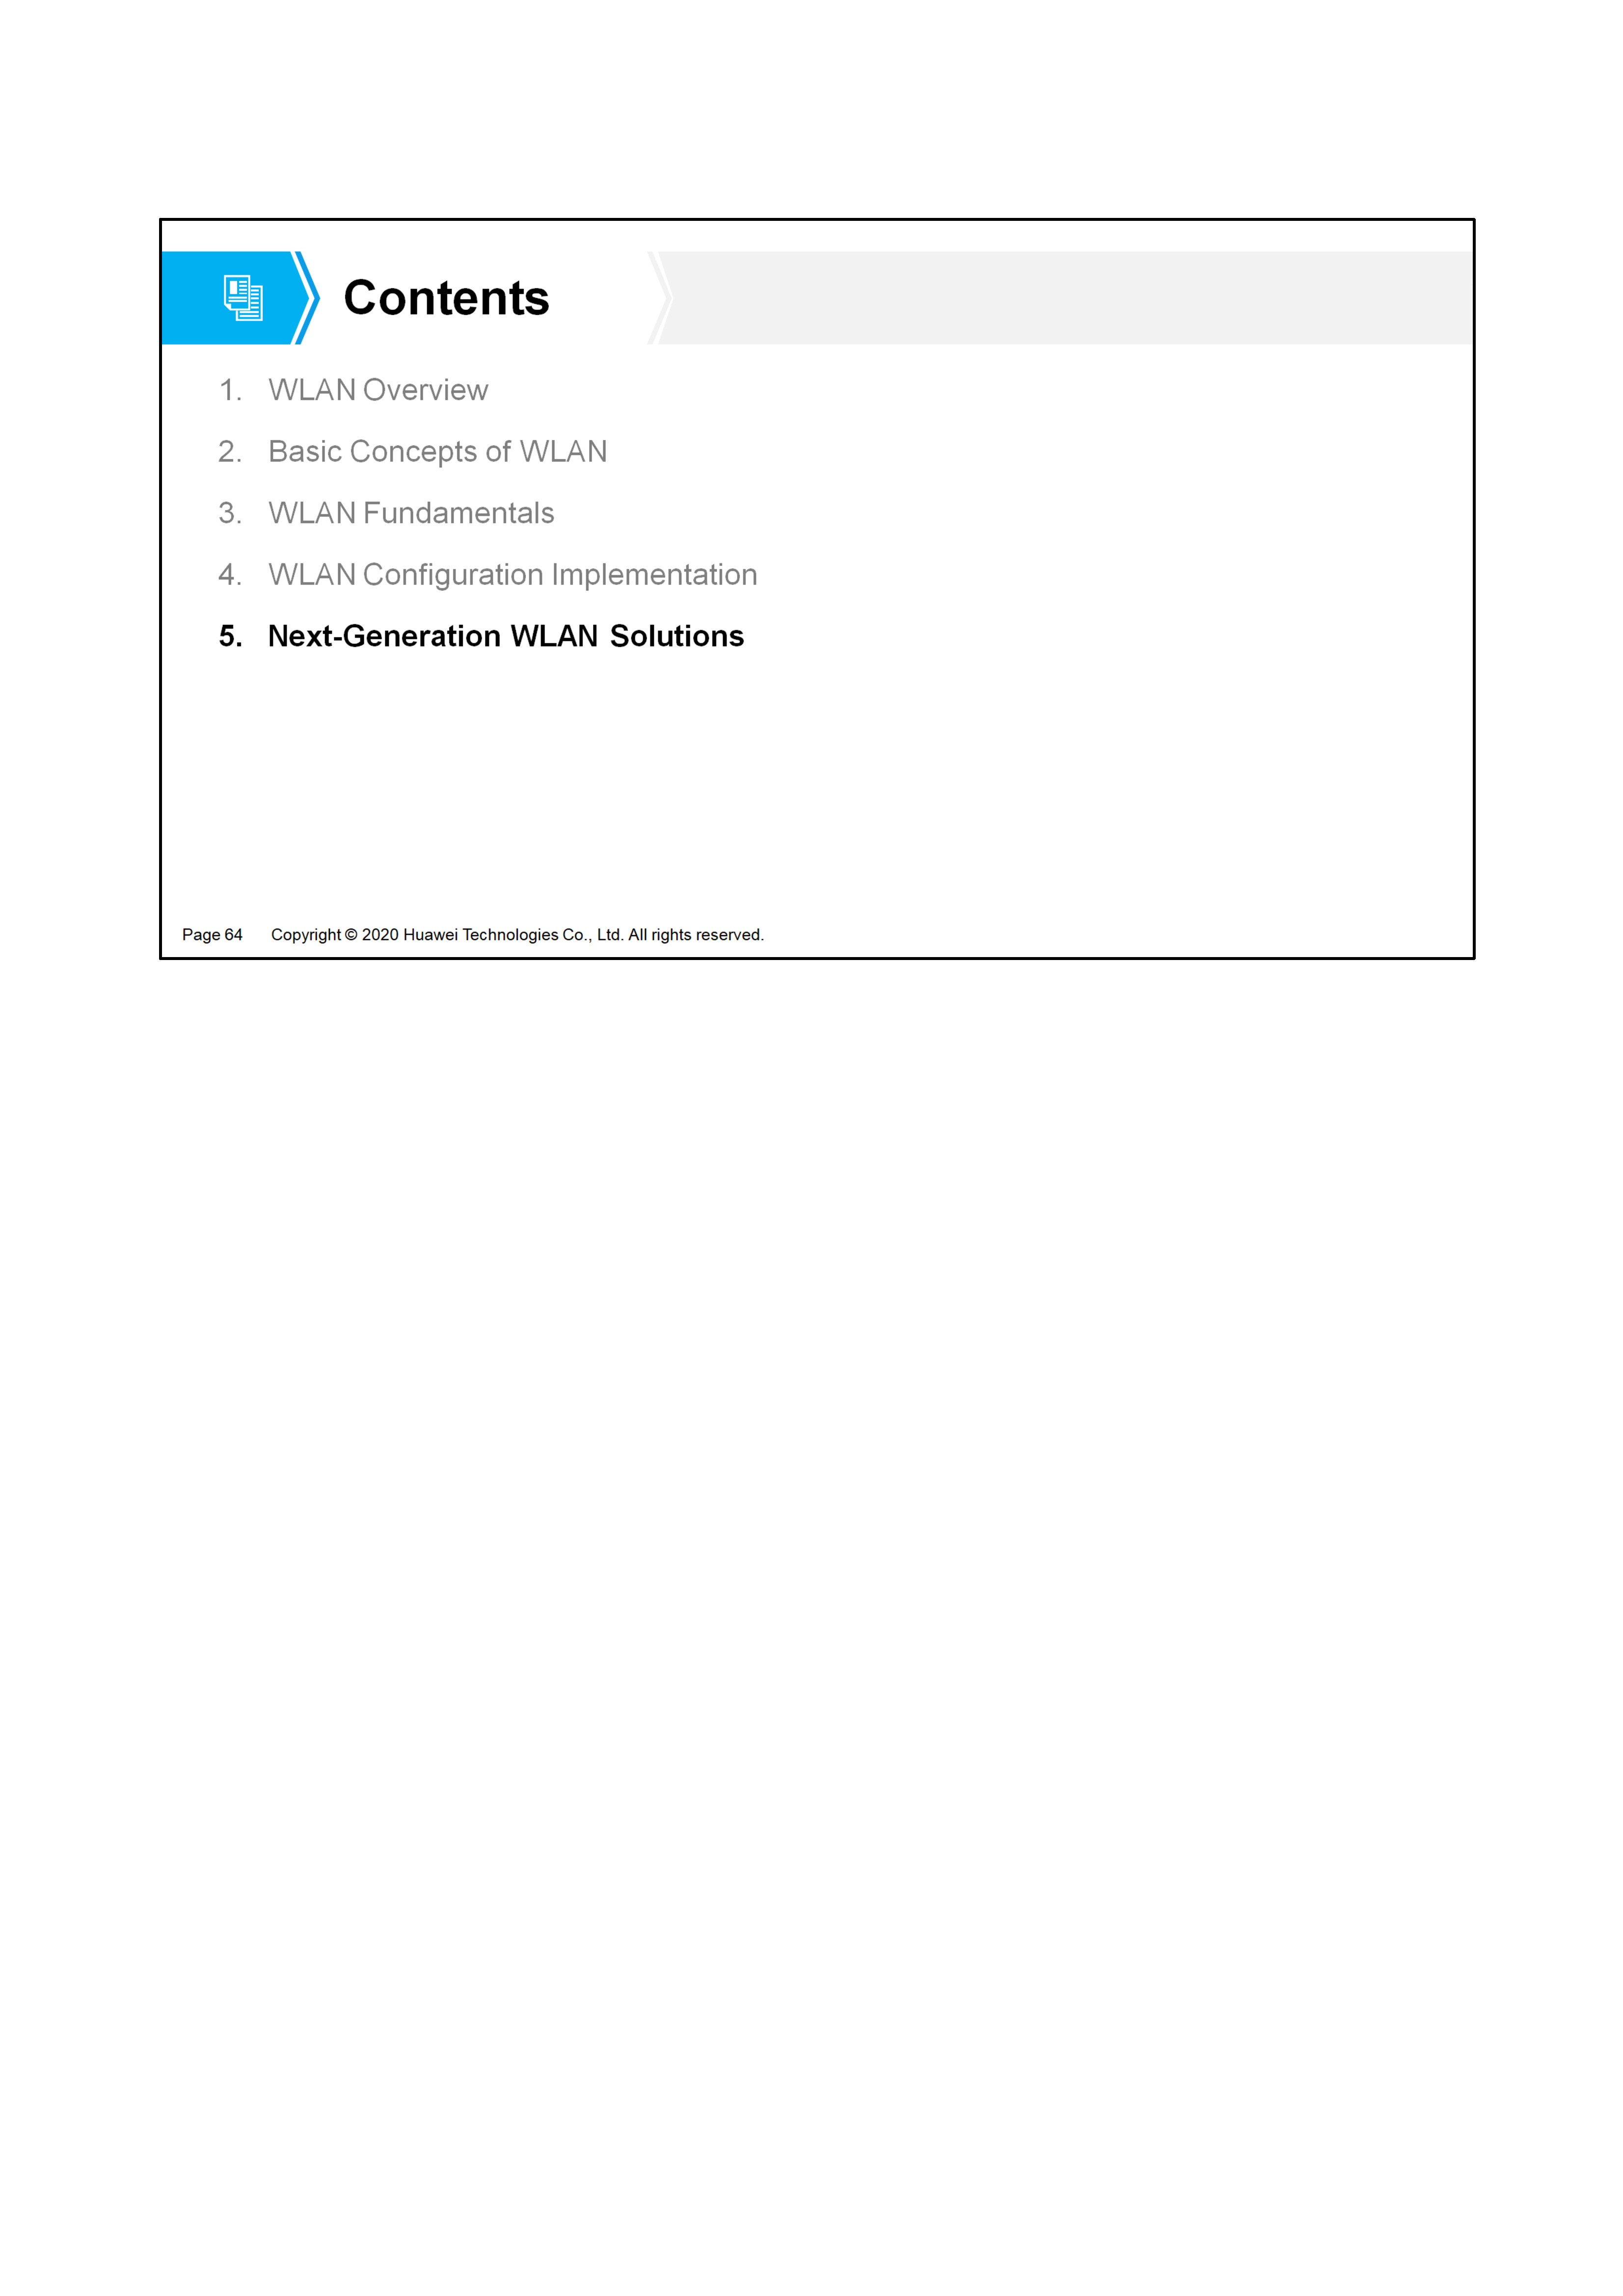 Contents
1. WLAN Overview
2. Basic Concepts of WLAN
3. WLAN Fundamentals
4. WLAN Configuration Implementation
5. Next-Generation WLAN Solutions
Page 64 Copyright © 2020 Huawei Technologies Co., Ltd. All rights reserved.